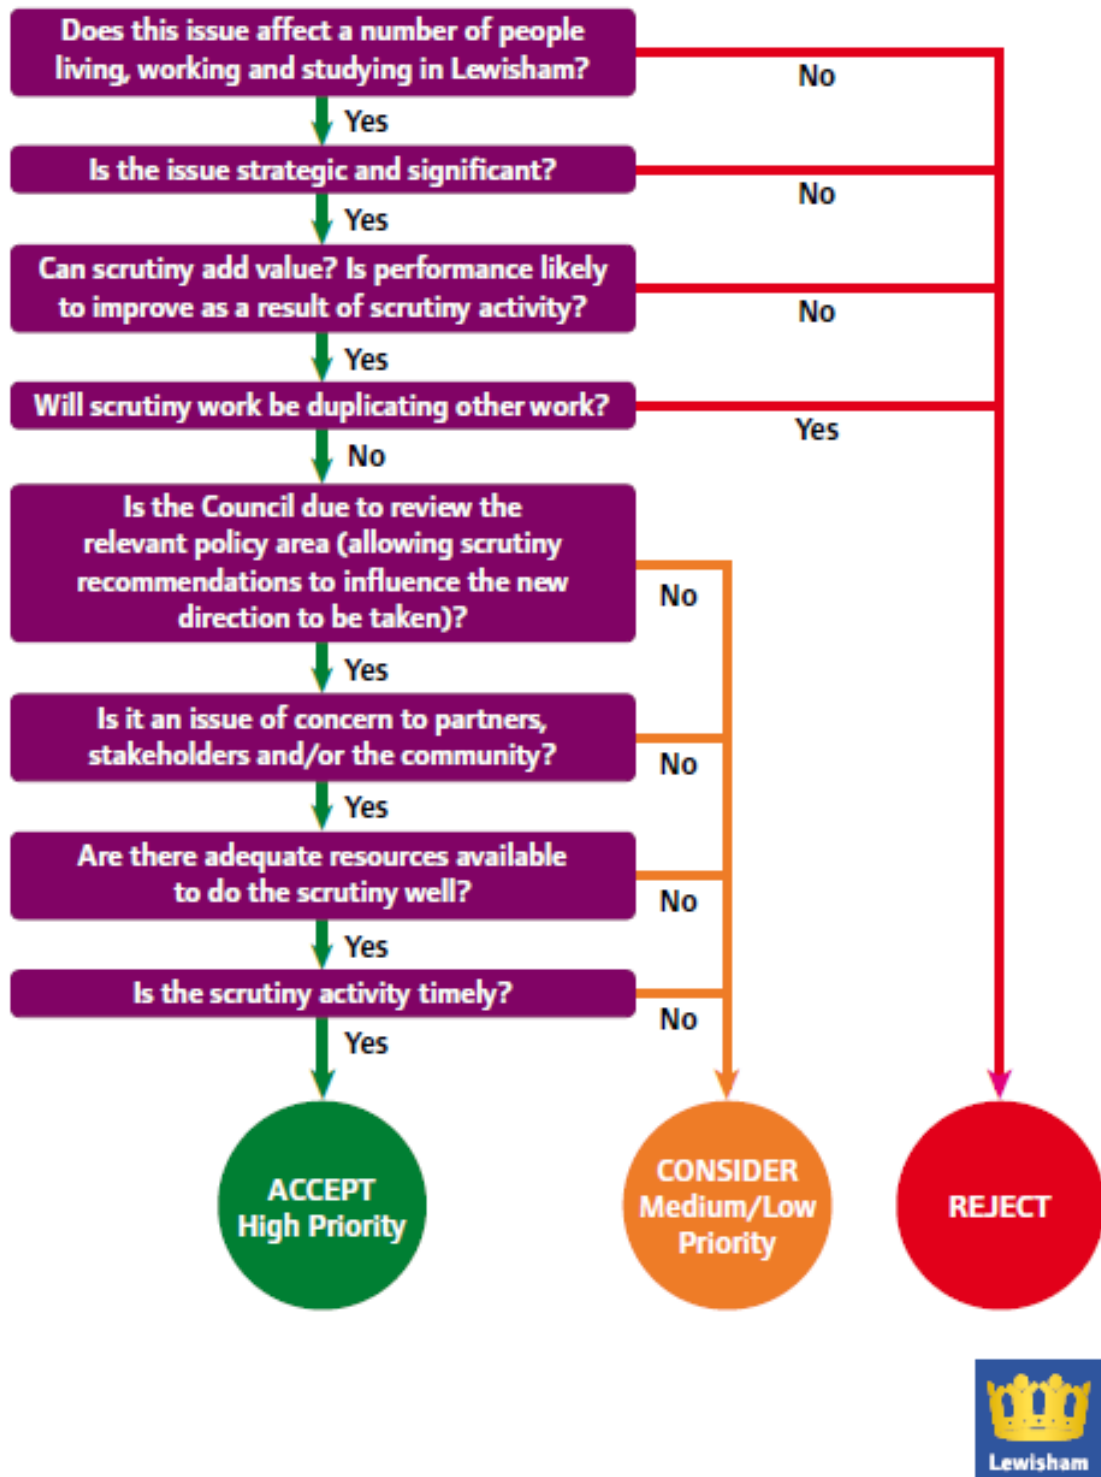 Does this issue affect a number of people
living, working and studying in Lewisham?
No
Yes
Is the issue strategic and significant?
No
Yes
Can scrutiny add value? Is performance likely
to improve as a result of scrutiny activity?
No
Yes
Will scrutiny work be duplicating other work?
Yes
No
Is the Council due to review the
relevant policy area (allowing scrutiny
recommendations to influence the new
direction to be taken)?
No
Yes
Is it an issue of concern to partners,
stakeholders and/or the community?
No
Yes
Are there adequate resources available
to do the scrutiny well?
No
Yes
Is the scrutiny activity timely?
No
Yes
ACCEPT
High Priority
CONSIDER
Medium/Low
Priority
REJECT
Lewisham